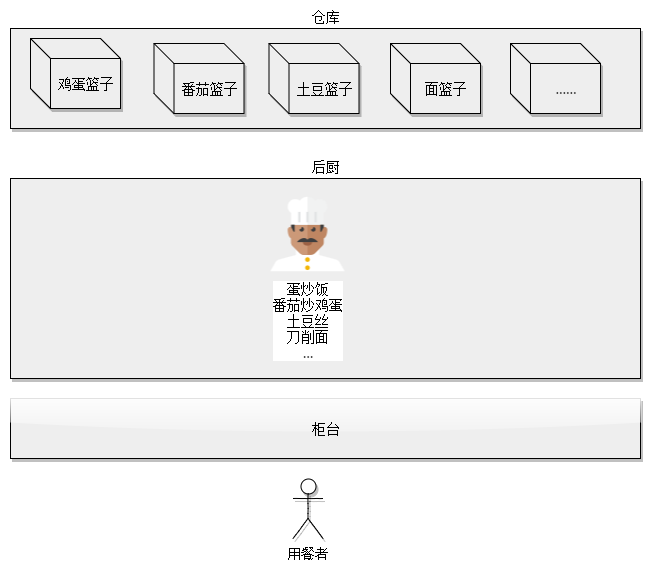 仓库
鸡蛋篮子
番茄篮子
土豆篮子
面篮子
......
后厨
蛋炒饭
番茄炒鸡蛋
土豆丝
刀削面
...
柜台
用餐者